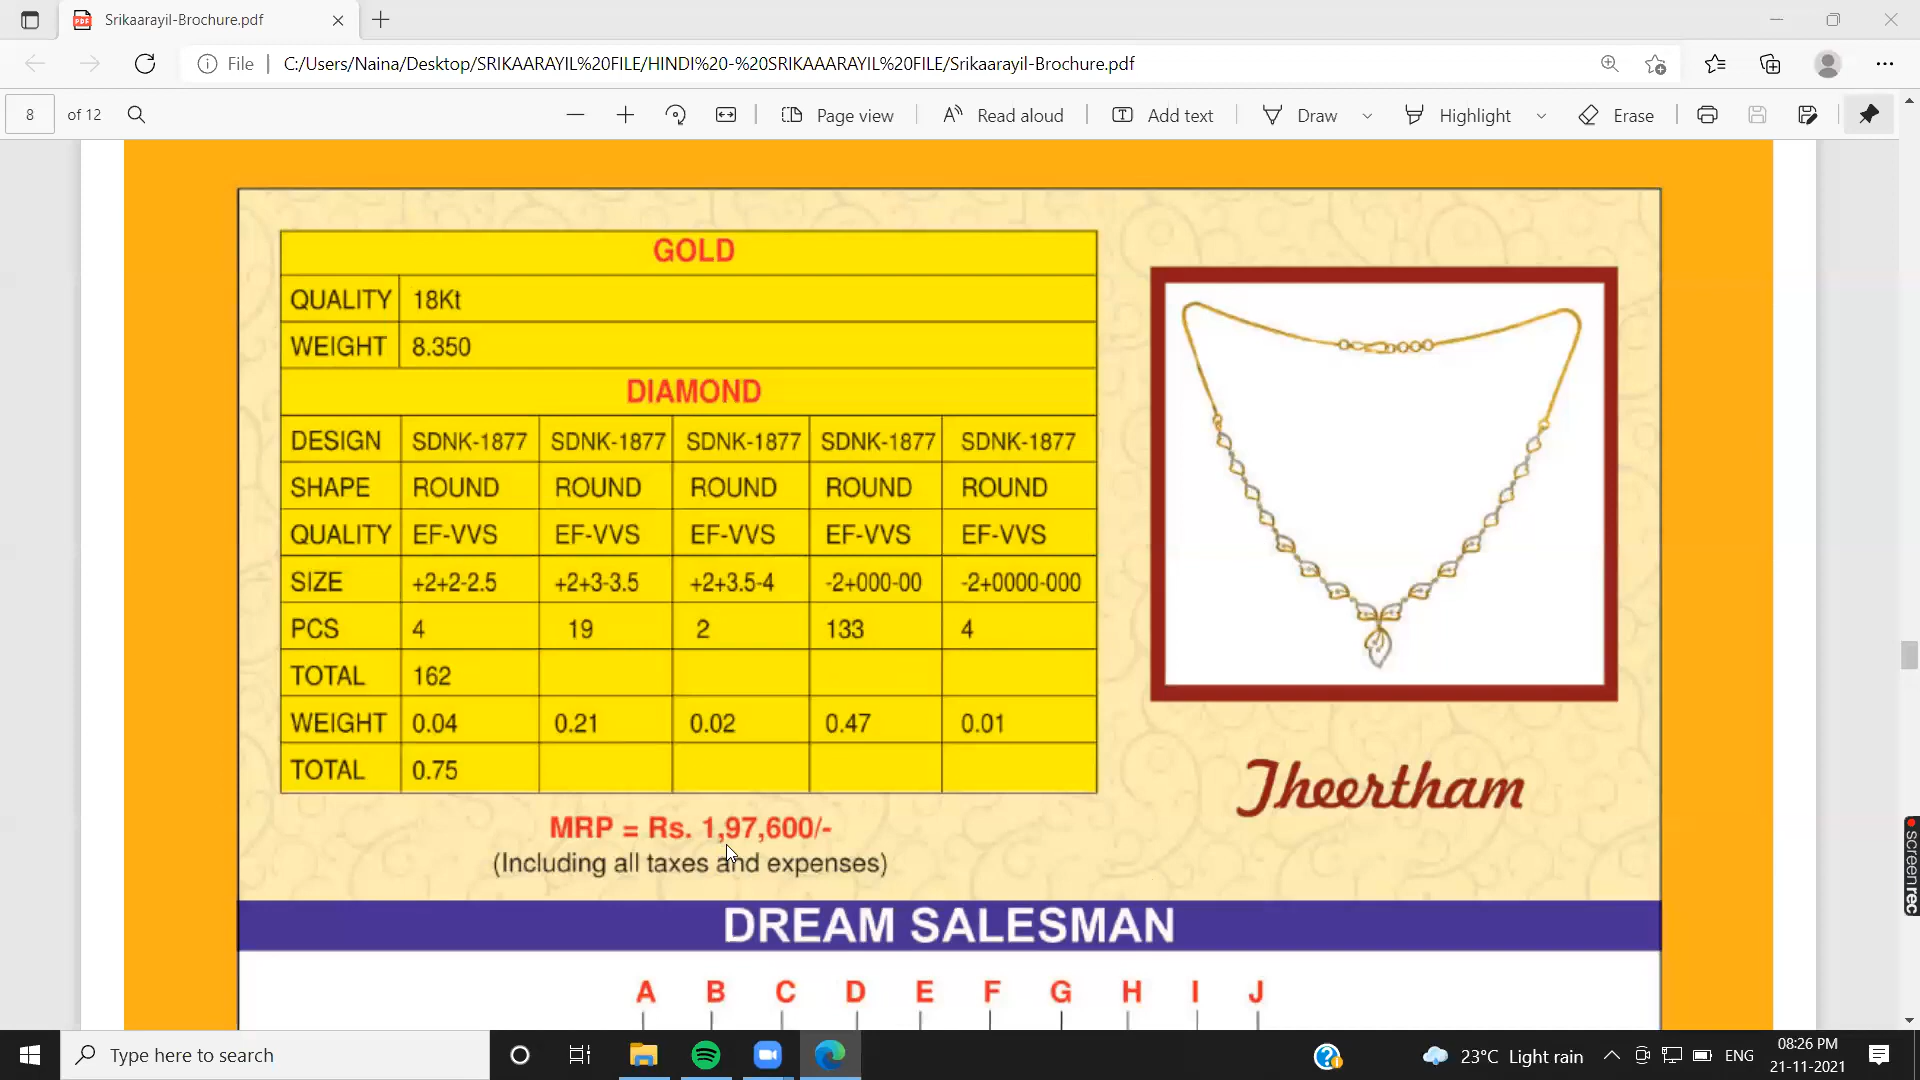 Srikaarayil-Brochure.pdf
File
C:/Users/Naina/Desktop/SRIKAARAYIL%20FILE/HINDI%20-%20SRIKAAARAYIL%20FILE/Srikaarayil-Brochure.pdf
8 of 12
Page view
Read aloud
Add text
Draw
Highlight
Erase
GOLD
QUALITY 18Kt
WEIGHT 8.350
DIAMOND
DESIGN SDNK-1877 SDNK-1877 SDNK-1877 SDNK-1877 SDNK-1877
SHAPE ROUND ROUND ROUND ROUND ROUND
QUALITY EF-VVS EF-VVS EF-VVS EF-VVS EF-VVS
SIZE +2+2-2.5 +2+3-3.5 +2+3.5-4 -2+000-00 -2+0000-000
PCS 4 19 2 133 4
TOTAL 162
WEIGHT 0.04 0.21 0.02 0.47 0.01
TOTAL 0.75
MRP = Rs. 1,97,600/-
(Including all taxes and expenses)
Theertham
DREAM SALESMAN
A B C D E F G H I J
screenrec
Type here to search
23°C Light rain
ENG
08:26 PM
21-11-2021